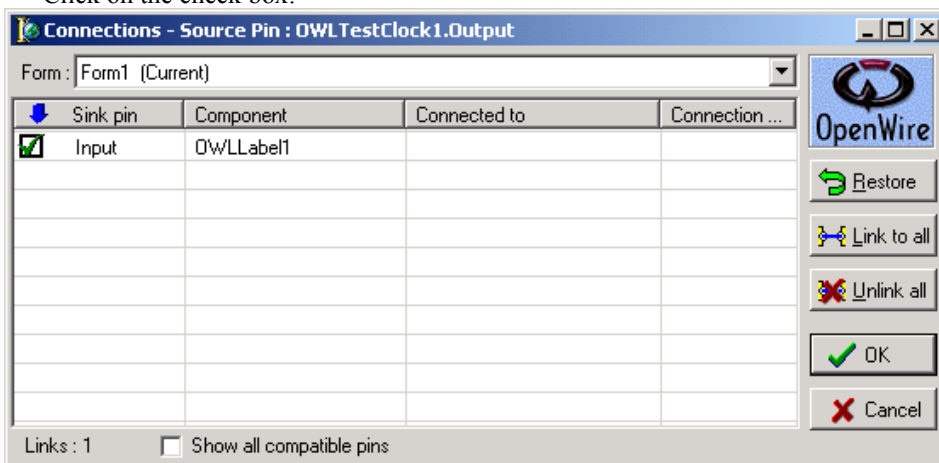 Click on the check-box.
Connections - Source Pin : OWLTestClock1.Output
Form : Form1 (Current)
Sink pin Component Connected to Connection ...
Input OWLLabel1
OpenWire
Restore
Link to all
Unlink all
OK
Cancel
Links : 1 Show all compatible pins